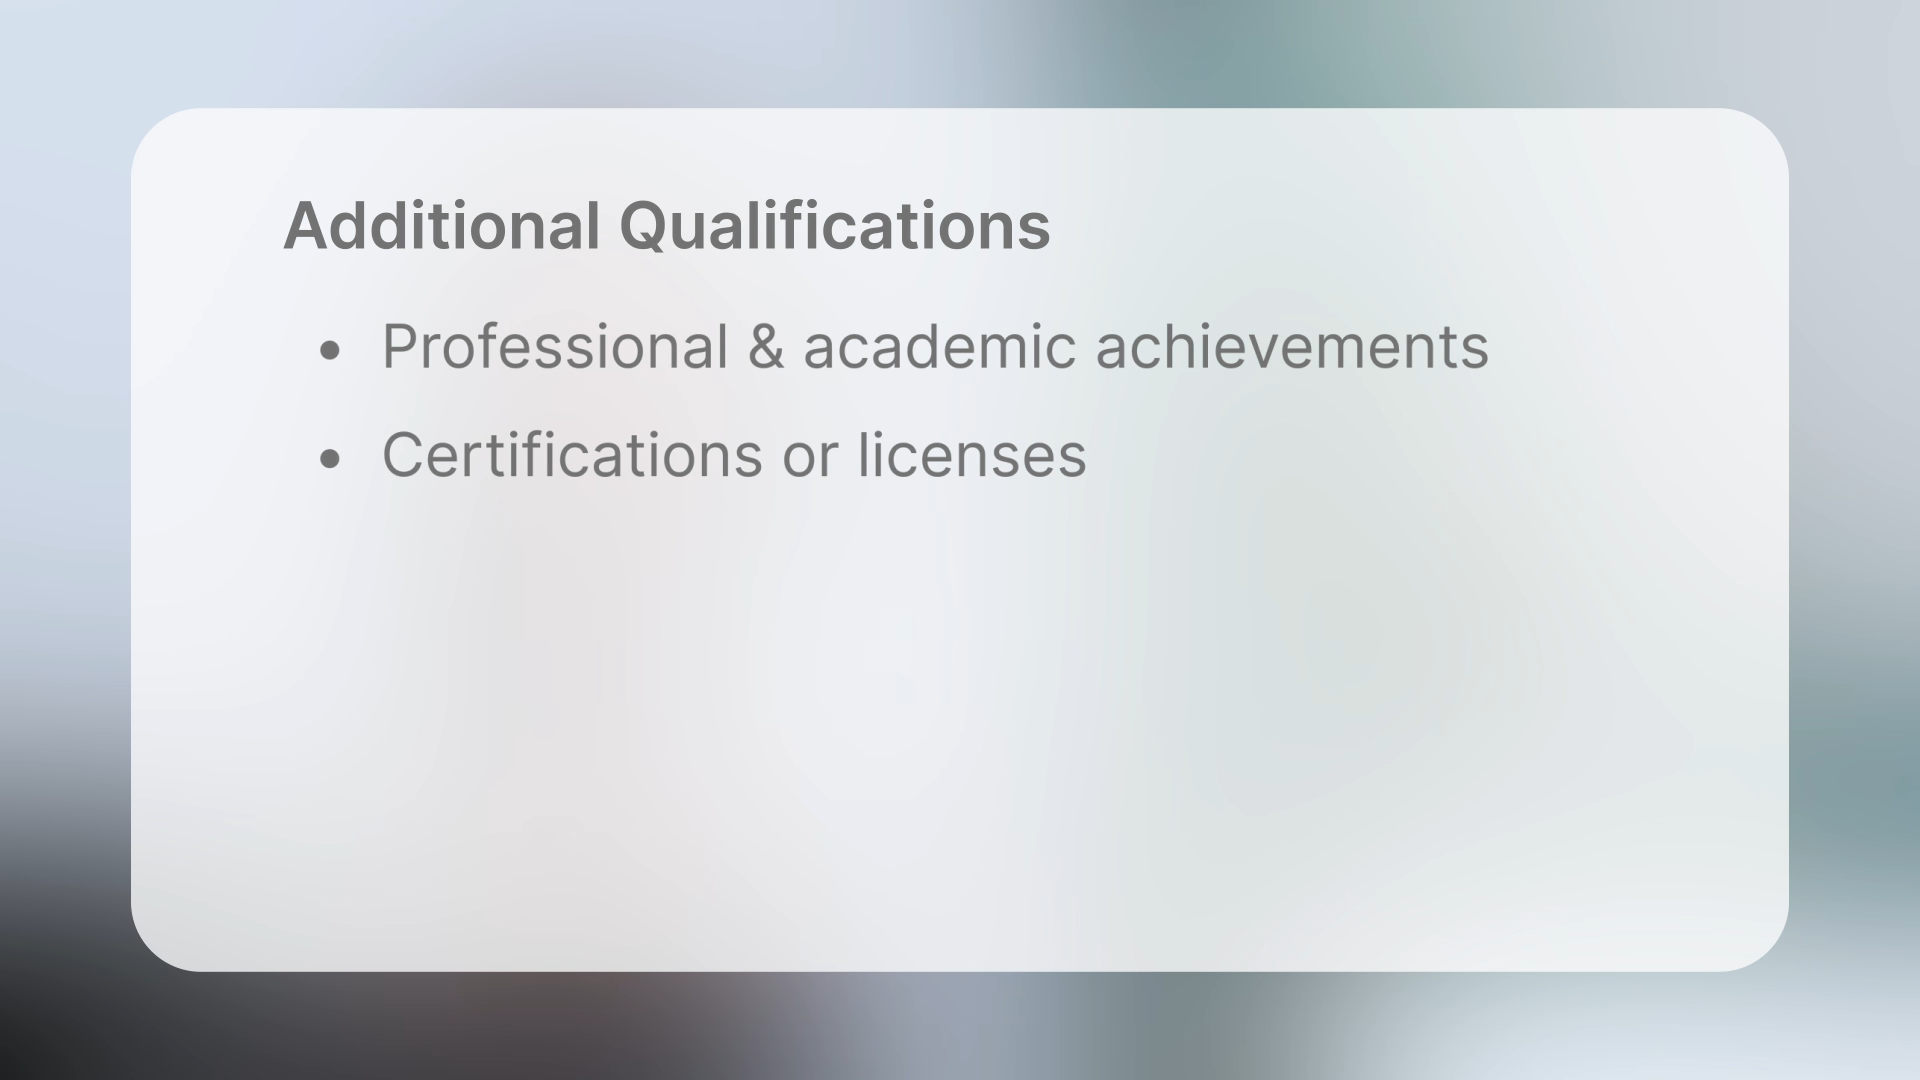 Additional Qualifications
• Professional & academic achievements
• Certifications or licenses